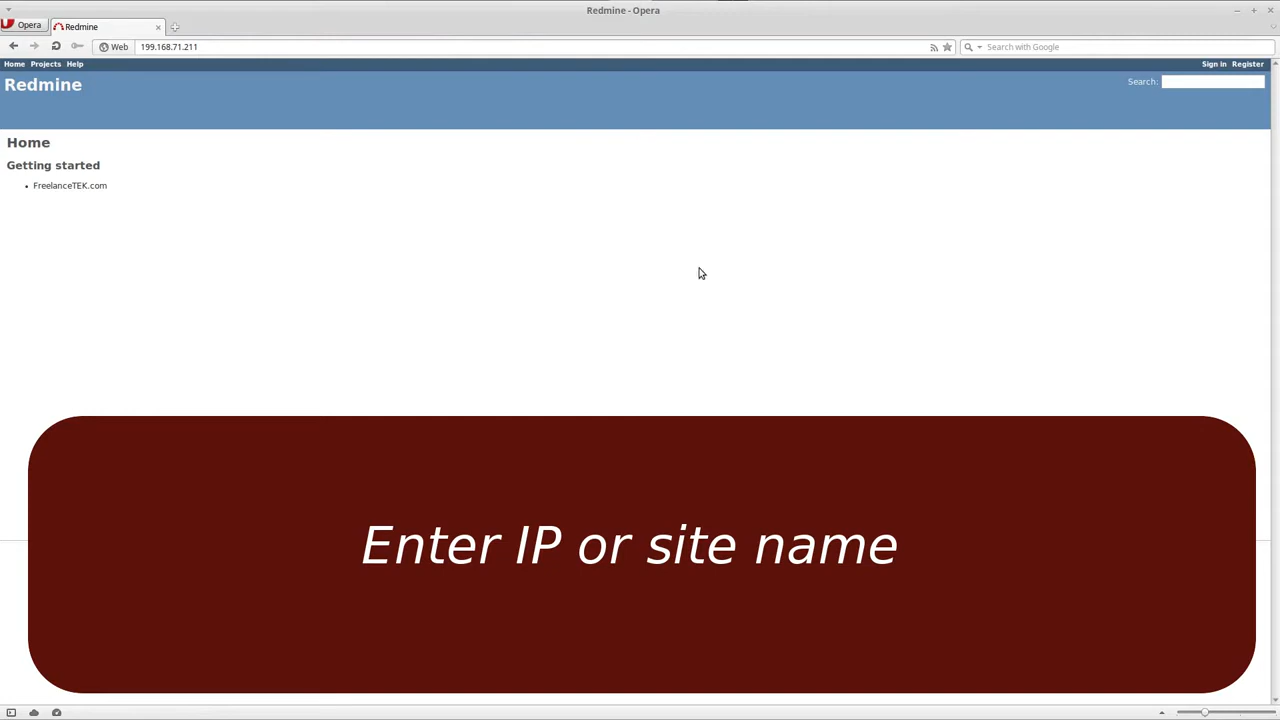 Redmine - Opera
Opera
Redmine
Web
199.168.71.211
Search with Google
Home Projects Help
Sign in Register
Redmine
Search:
Home
Getting started
FreelanceTEK.com
Enter IP or site name